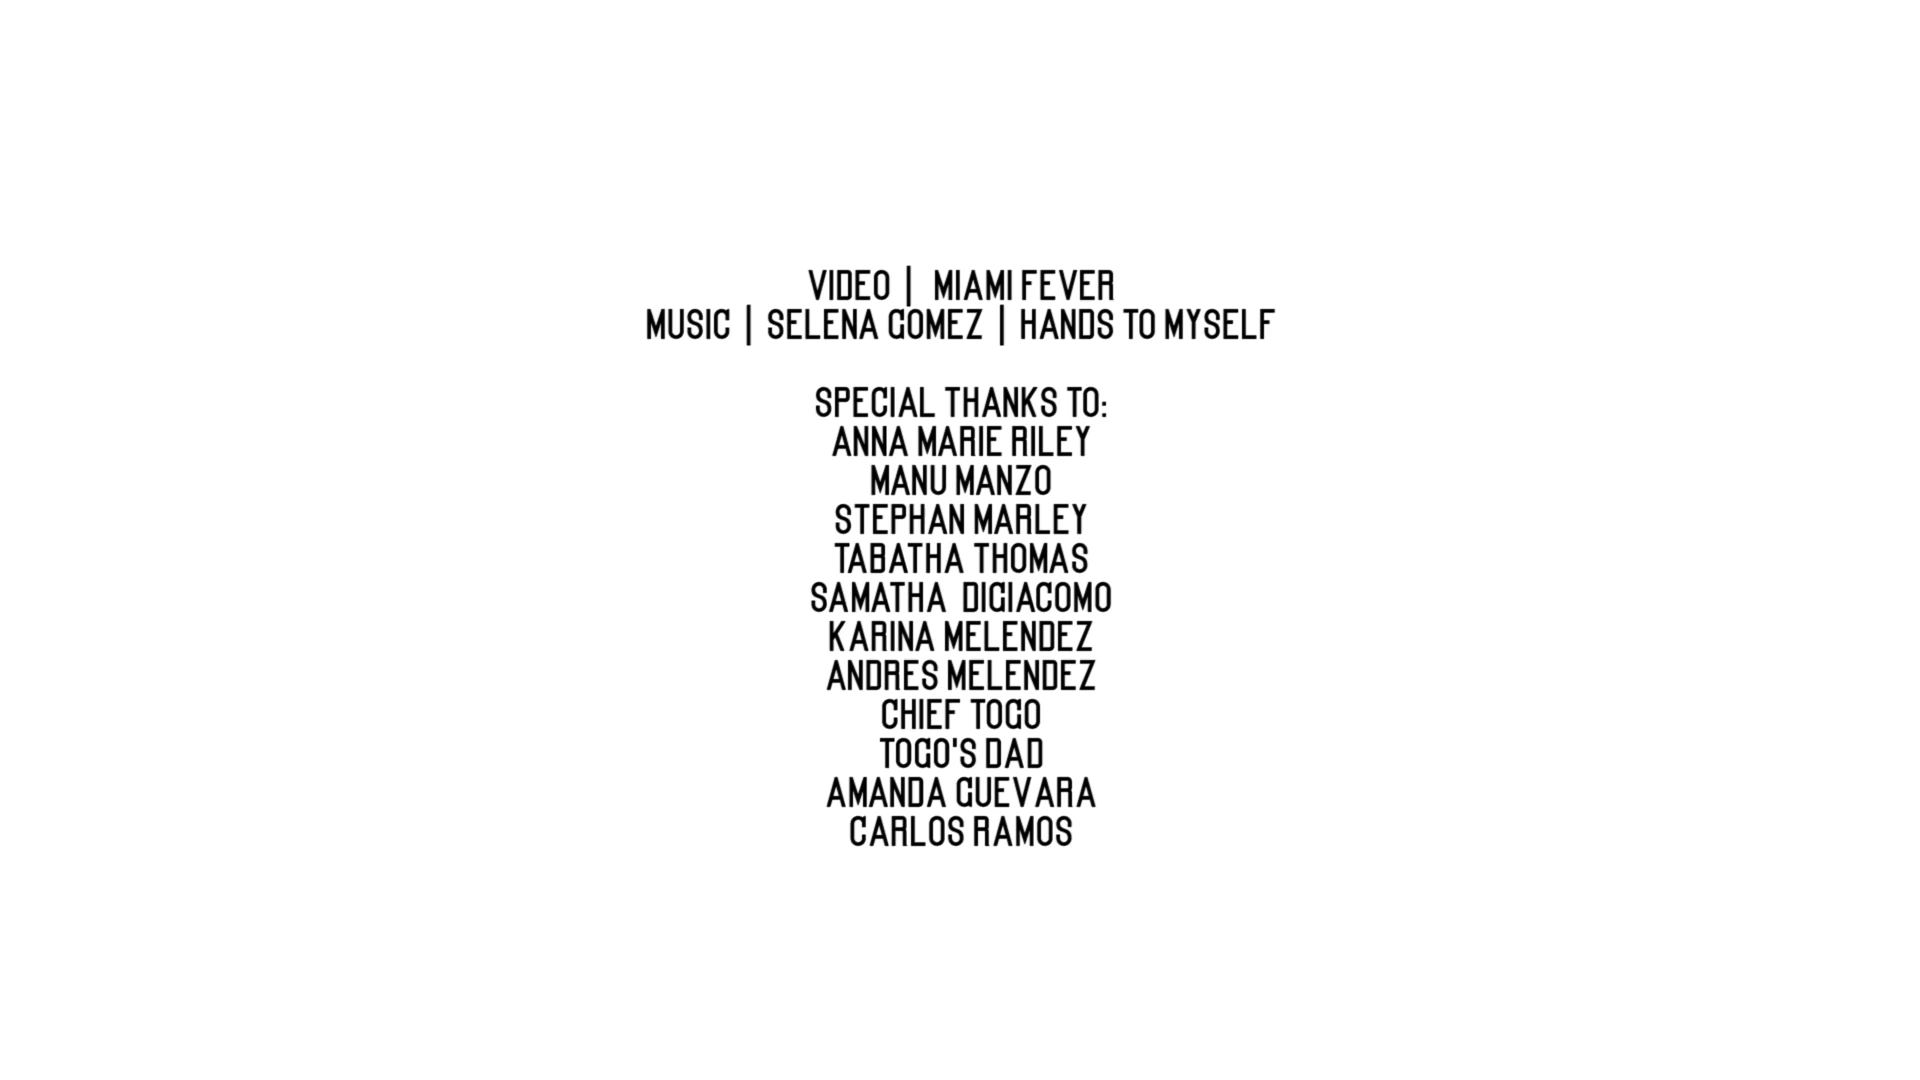 VIDEO | MIAMI FEVER
MUSIC | SELENA GOMEZ | HANDS TO MYSELF
SPECIAL THANKS TO:
ANNA MARIE RILEY
MANU MANZO
STEPHAN MARLEY
TABATHA THOMAS
SAMATHA DIGIACOMO
KARINA MELENDEZ
ANDRES MELENDEZ
CHIEF TOGO
TOGO'S DAD
AMANDA GUEVARA
CARLOS RAMOS